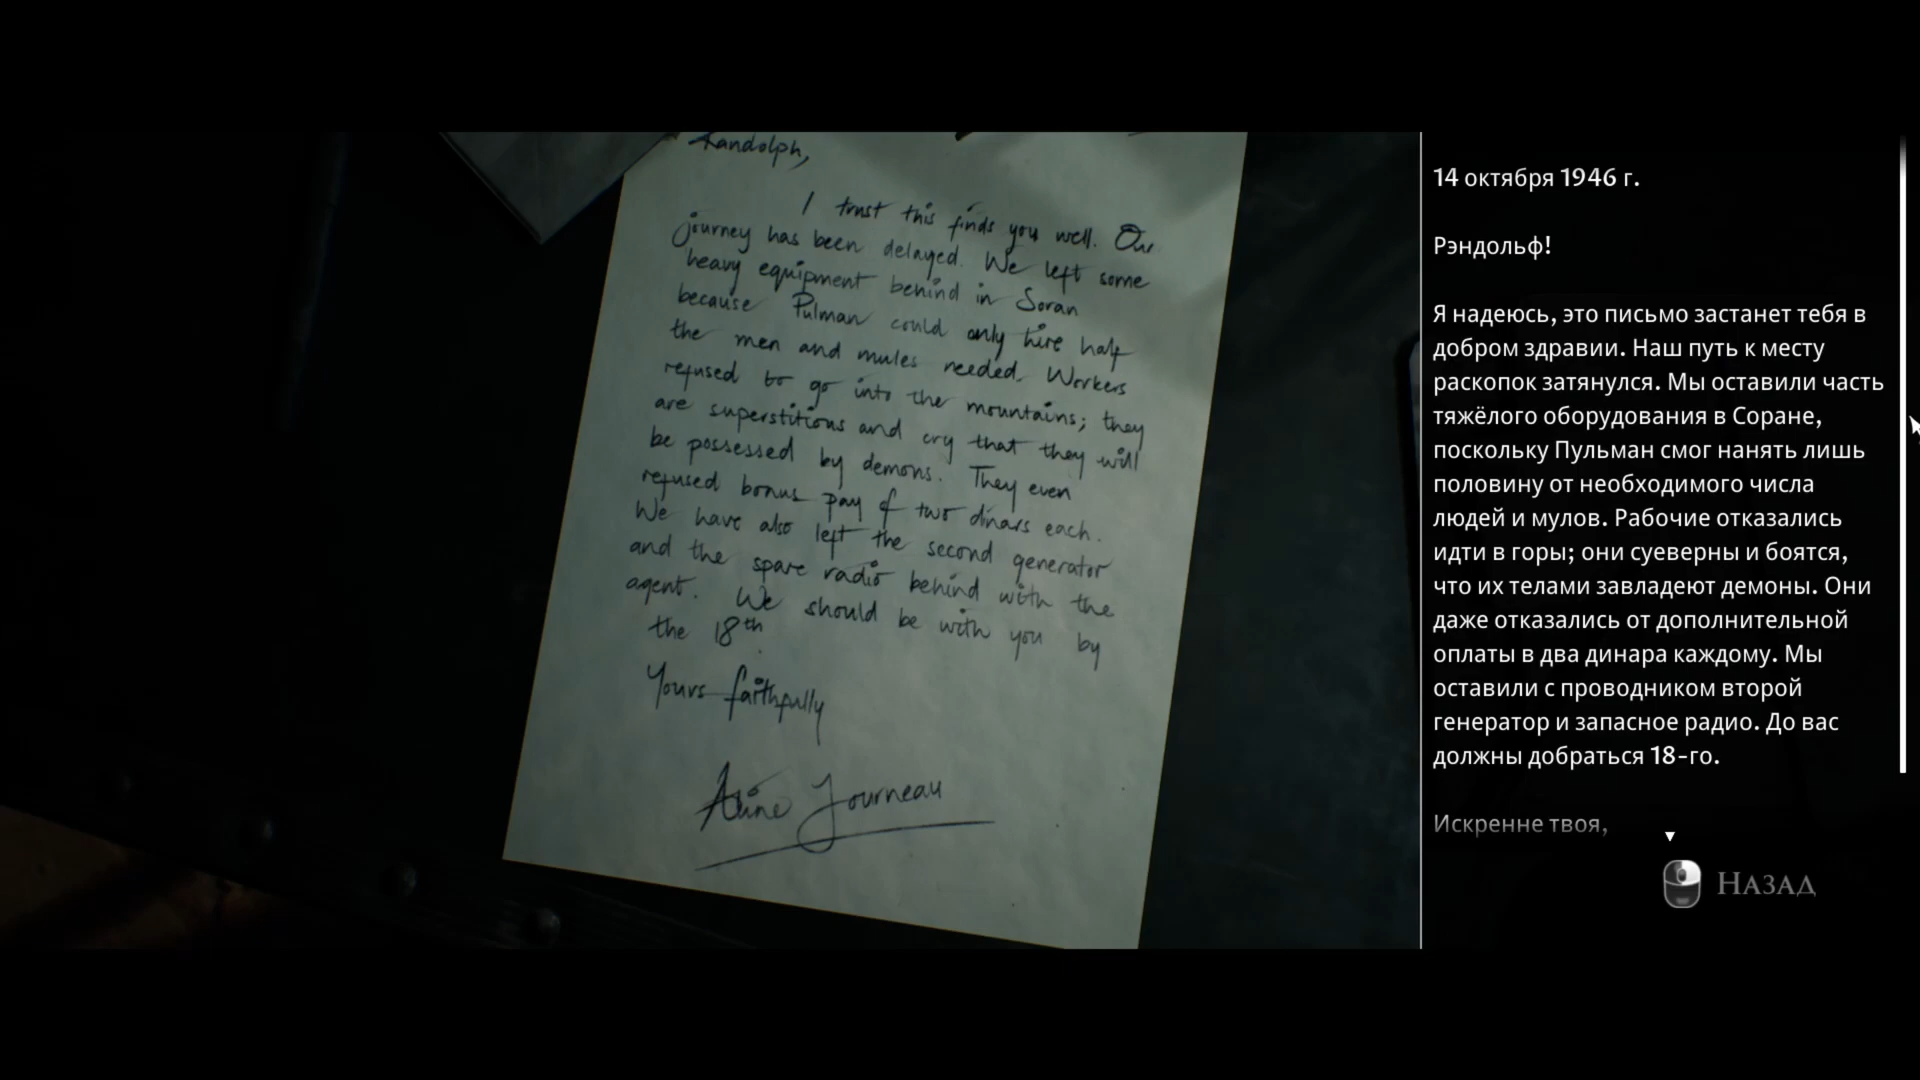 Randolph,
I trust this finds you well. Our
journey has been delayed. We left some
heavy equipment behind in Soran
because Pulman could only hire half
the men and mules needed. Workers
refused to go into the mountains; they
are superstitious and cry that they will
be possessed by demons. They even
refused bonus pay of two dinars each.
We have also left the second generator
and the spare radio behind with the
agent. We should be with you by
the 18th
Yours faithfully
Journeau
14 октября 1946 г.
Рэндольф!
Я надеюсь, это письмо застанет тебя в
добром здравии. Наш путь к месту
раскопок затянулся. Мы оставили часть
тяжёлого оборудования в Соране,
поскольку Пульман смог нанять лишь
половину от необходимого числа
людей и мулов. Рабочие отказались
идти в горы; они суеверны и боятся,
что их телами завладеют демоны. Они
даже отказались от дополнительной
оплаты в два динара каждому. Мы
оставили с проводником второй
генератор и запасное радио. До вас
должны добраться 18-го.
Искренне твоя,
Назад